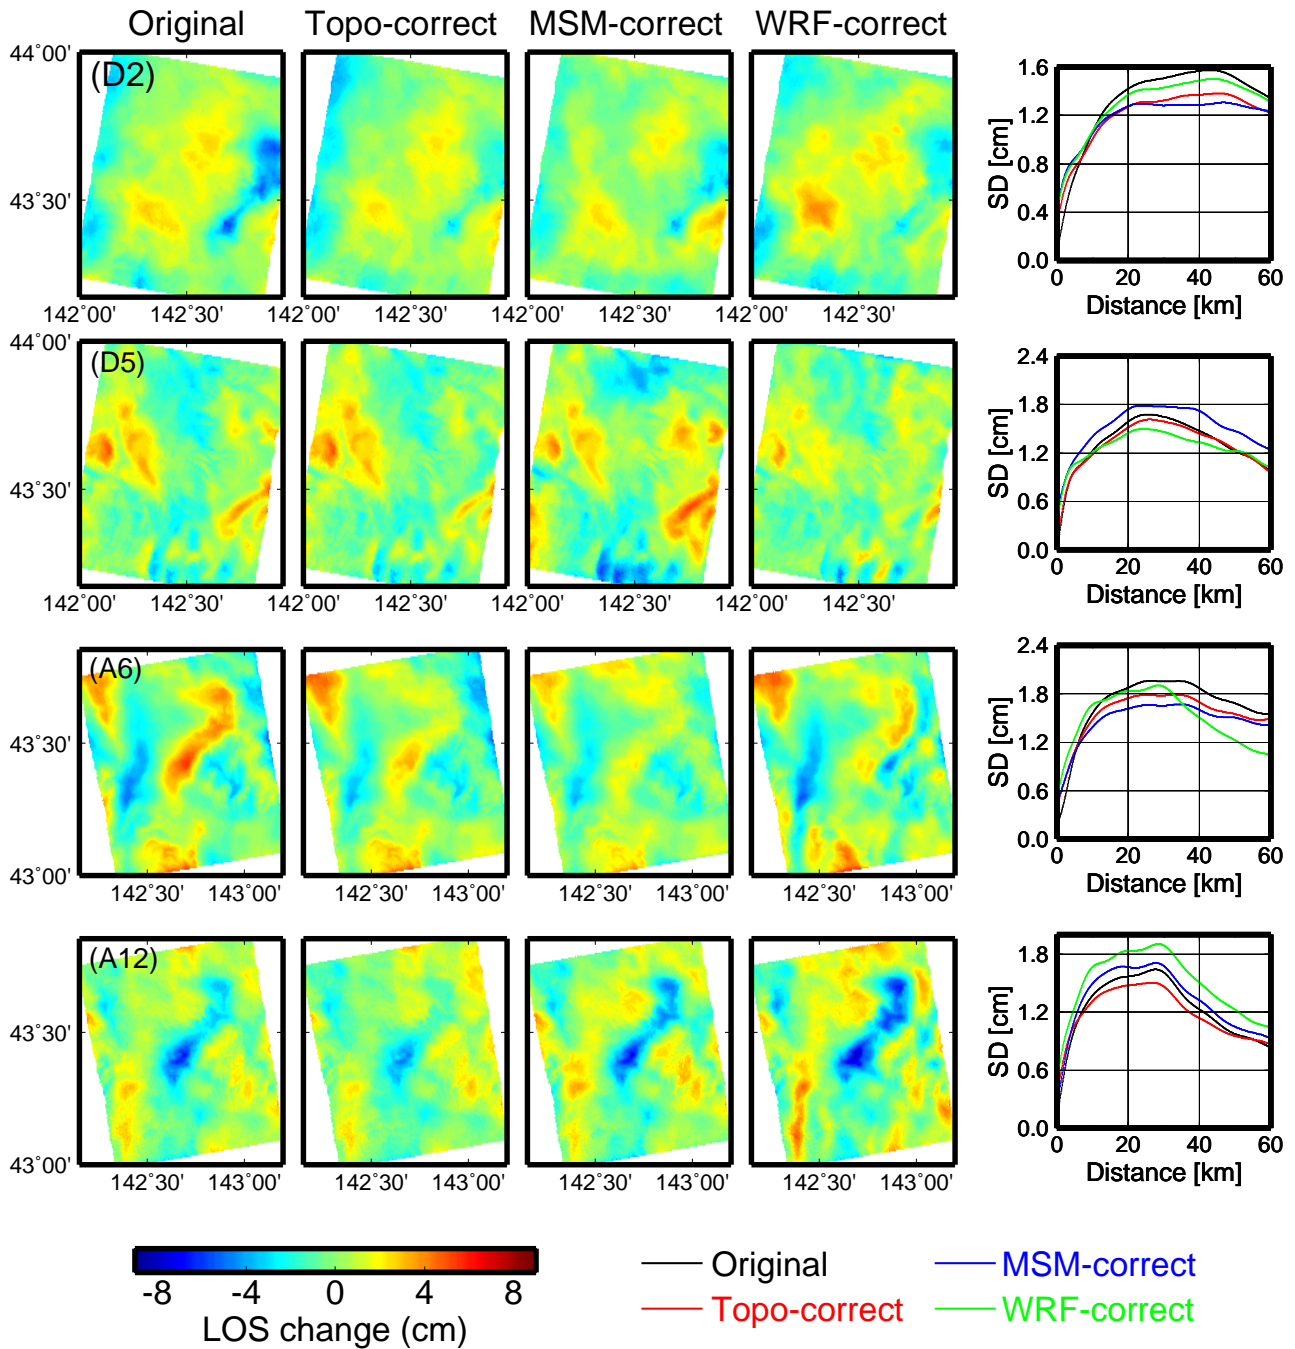 Original Topo-correct MSM-correct WRF-correct
44°00'
(D2)
43°30'
142°00' 142°30' 142°00' 142°30' 142°00' 142°30' 142°00' 142°30'
1.6
1.2
0.8
0.4
0.0
SD [cm]
0 20 40 60
Distance [km]
44°00'
(D5)
43°30'
142°00' 142°30' 142°00' 142°30' 142°00' 142°30' 142°00' 142°30'
2.4
1.8
1.2
0.6
0.0
SD [cm]
0 20 40 60
Distance [km]
(A6)
43°30'
43°00'
142°30' 143°00' 142°30' 143°00' 142°30' 143°00' 142°30' 143°00'
2.4
1.8
1.2
0.6
0.0
SD [cm]
0 20 40 60
Distance [km]
(A12)
43°30'
43°00'
142°30' 143°00' 142°30' 143°00' 142°30' 143°00' 142°30' 143°00'
1.8
1.2
0.6
0.0
SD [cm]
0 20 40 60
Distance [km]
-8 -4 0 4 8
LOS change (cm)
Original MSM-correct
Topo-correct WRF-correct